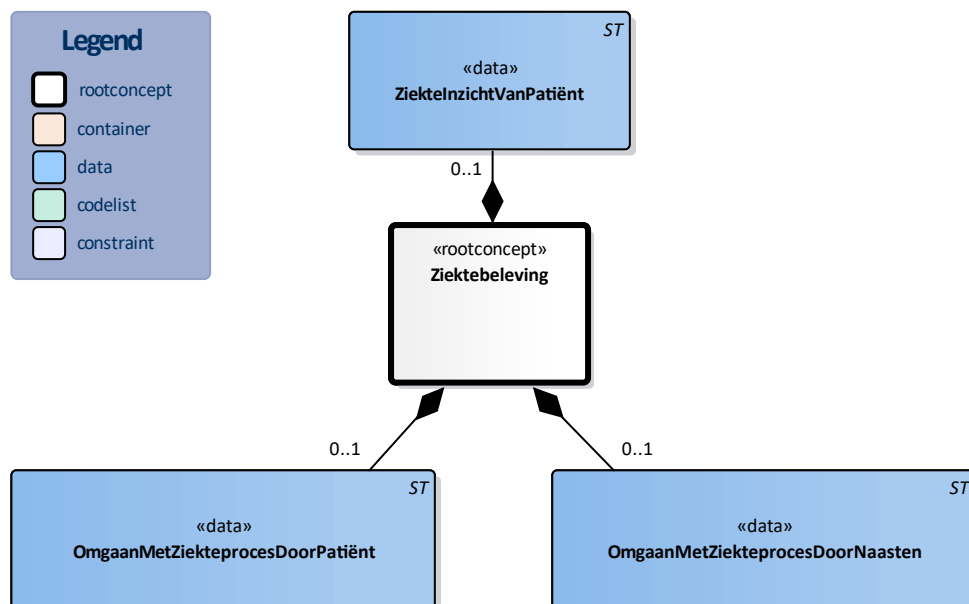 Legend
rootconcept
container
data
codelist
constraint
ST
«data»
ZiekteInzichtVanPatiënt
0..1
«rootconcept»
Ziektebeleving
0..1
0..1
ST
«data»
OmgaanMetZiekteprocesDoorPatiënt
ST
«data»
OmgaanMetZiekteprocesDoorNaasten